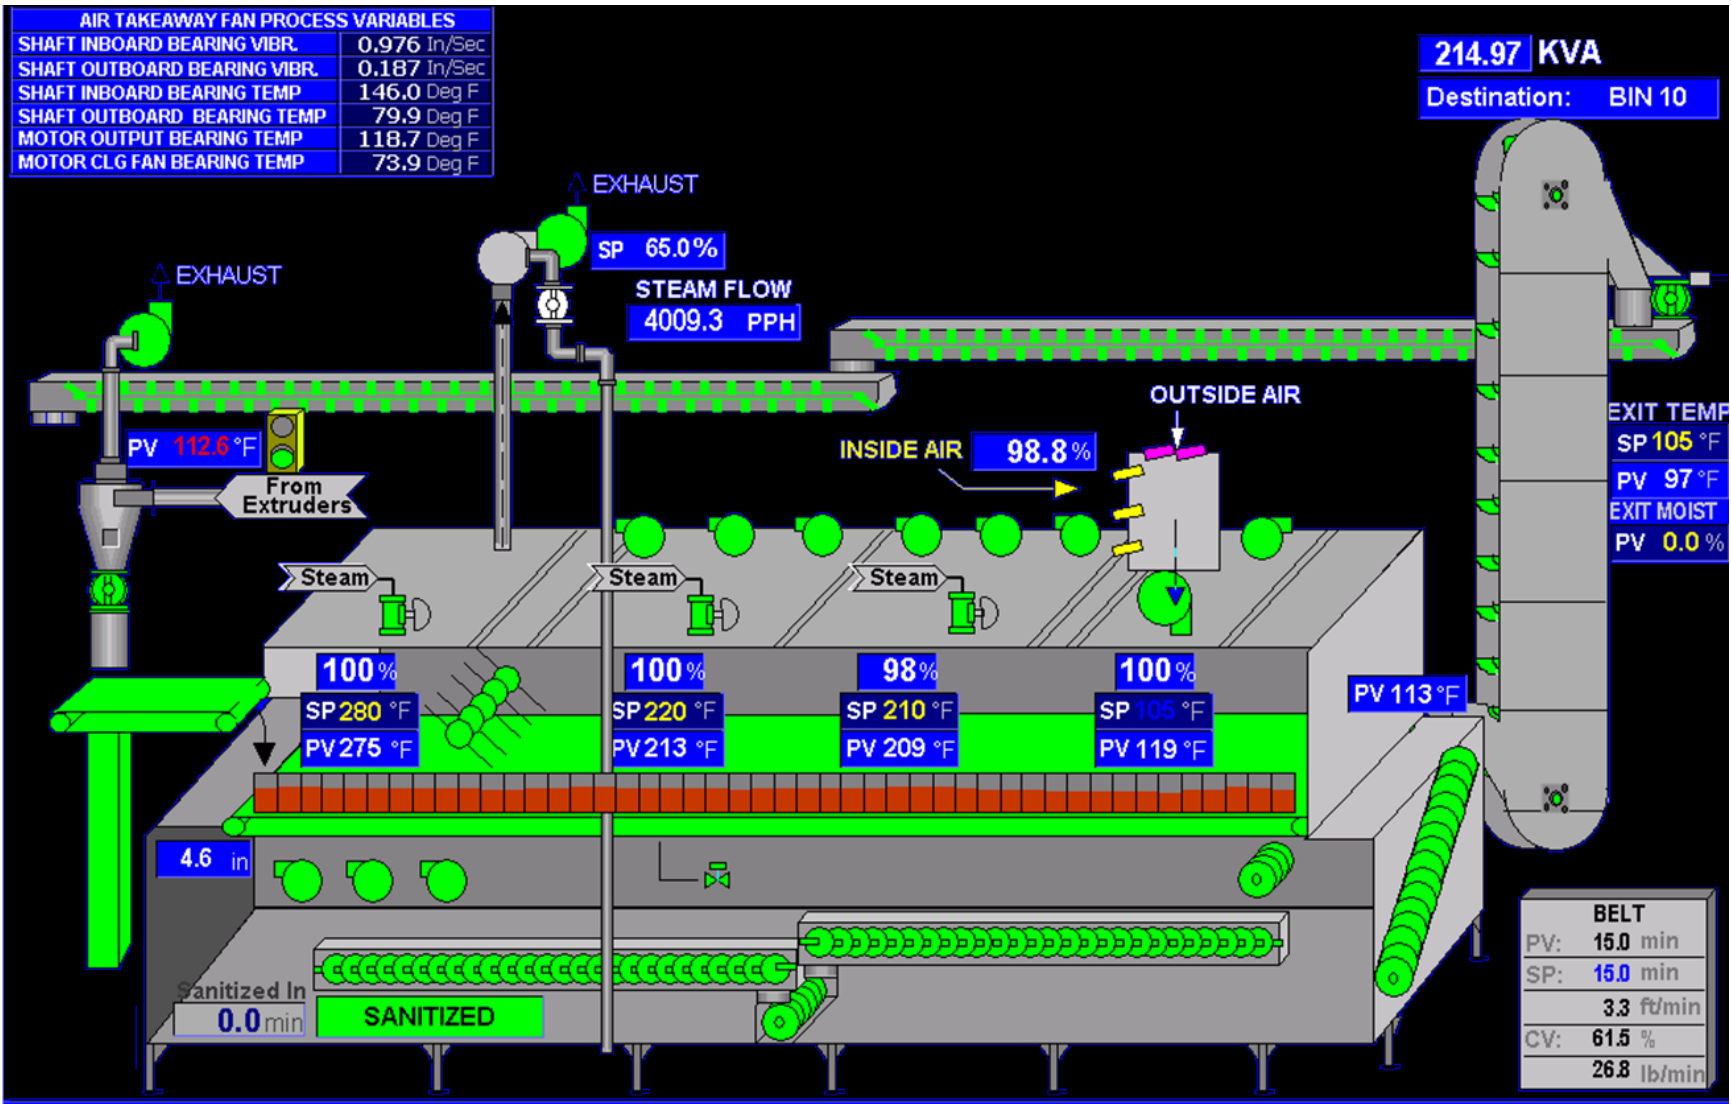 AIR TAKEAWAY FAN PROCESS VARIABLES
SHAFT INBOARD BEARING VIBR. 0.976 In/Sec
SHAFT OUTBOARD BEARING VIBR. 0.187 In/Sec
SHAFT INBOARD BEARING TEMP 146.0 Deg F
SHAFT OUTBOARD BEARING TEMP 79.9 Deg F
MOTOR OUTPUT BEARING TEMP 118.7 Deg F
MOTOR CLG FAN BEARING TEMP 73.9 Deg F
214.97 KVA
Destination: BIN 10
EXHAUST
SP 65.0%
EXHAUST
STEAM FLOW
4009.3 PPH
OUTSIDE AIR
INSIDE AIR 98.8%
PV 112.6 °F
From
Extruders
EXIT TEMP
SP 105 °F
PV 97 °F
EXIT MOIST
PV 0.0 %
Steam
Steam
Steam
100%
SP 280 °F
PV 275 °F
100%
SP 220 °F
PV 213 °F
98%
SP 210 °F
PV 209 °F
100%
SP 105 °F
PV 119 °F
PV 113 °F
4.6 in
Sanitized In
0.0 min
SANITIZED
BELT
PV: 15.0 min
SP: 15.0 min
3.3 ft/min
CV: 61.5 %
26.8 lb/min